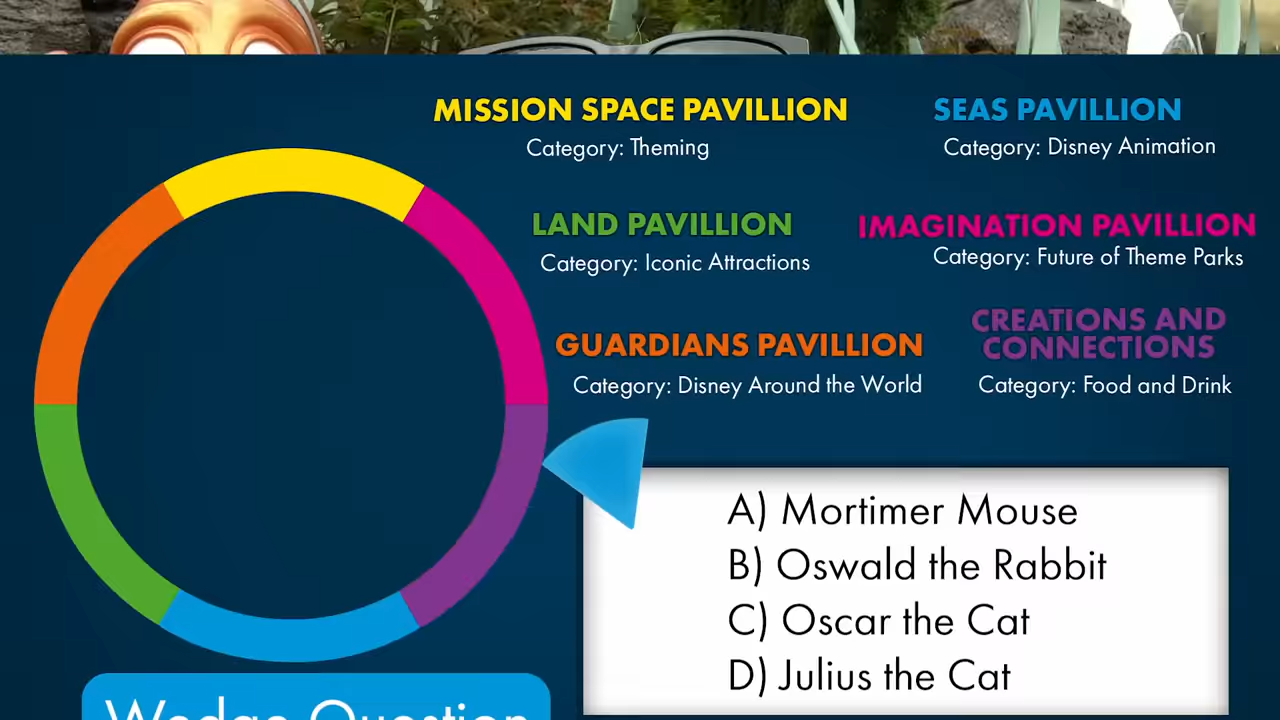 MISSION SPACE PAVILLION
Category: Theming
SEAS PAVILLION
Category: Disney Animation
LAND PAVILLION
Category: Iconic Attractions
IMAGINATION PAVILLION
Category: Future of Theme Parks
GUARDIANS PAVILLION
Category: Disney Around the World
CREATIONS AND
CONNECTIONS
Category: Food and Drink
A) Mortimer Mouse
B) Oswald the Rabbit
C) Oscar the Cat
D) Julius the Cat
Wedge Question